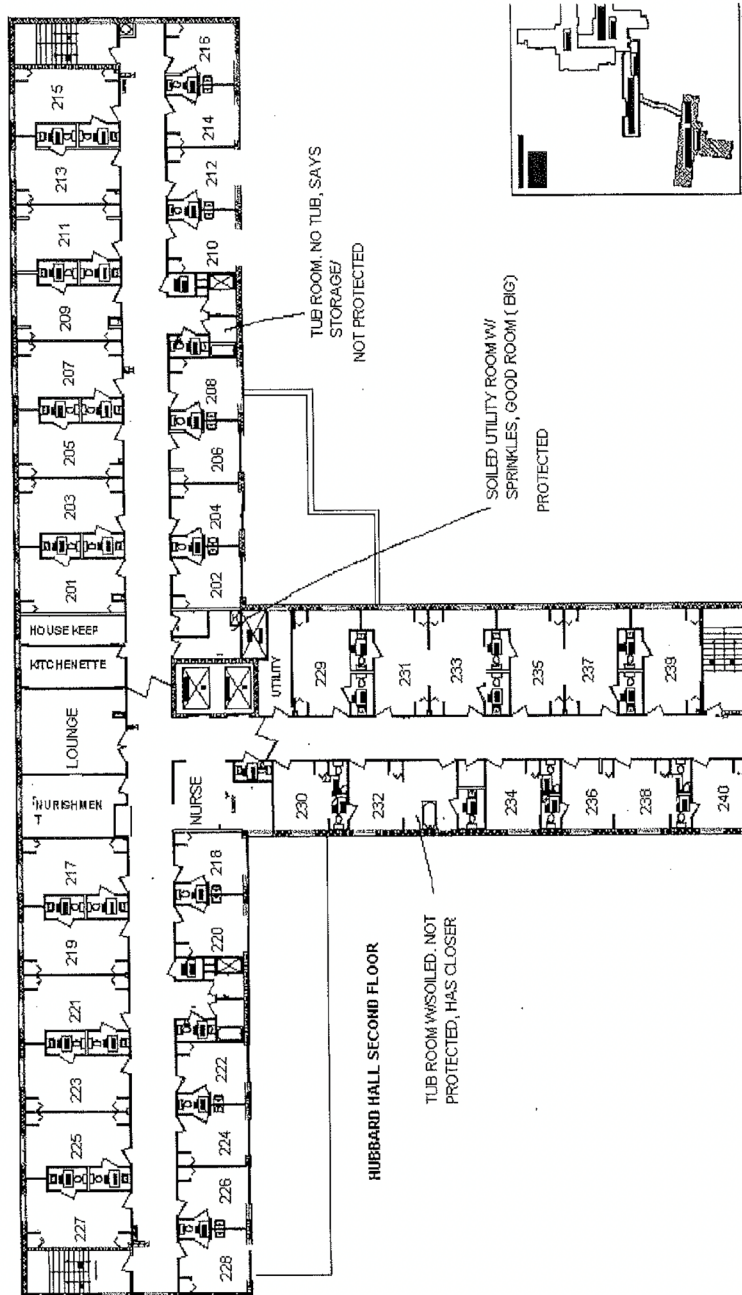 215
213
211
209
207
205
203
201
HOUSE KEEP
KITCHENETTE
LOUNGE
NURISHMEN
T
217
219
221
223
225
227
216
214
212
210
208
206
204
202
UTILITY
NURSE
218
220
222
224
226
228
229
231
233
235
237
239
230
232
234
236
238
240
TUB ROOM. NO TUB, SAYS
STORAGE/
NOT PROTECTED
SOILED UTILITY ROOM W/
SPRINKLES, GOOD ROOM ( BIG)
PROTECTED
HUBBARD HALL SECOND FLOOR
TUB ROOM W/SOILED. NOT
PROTECTED, HAS CLOSER